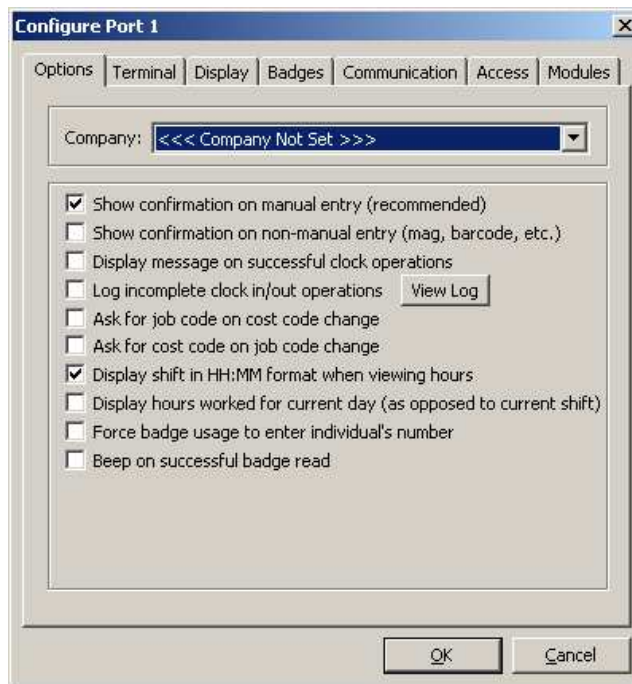 Configure Port 1
Options Terminal Display Badges Communication Access Modules
Company: <<< Company Not Set >>>
Show confirmation on manual entry (recommended)
Show confirmation on non-manual entry (mag, barcode, etc.)
Display message on successful clock operations
Log incomplete clock in/out operations View Log
Ask for job code on cost code change
Ask for cost code on job code change
Display shift in HH:MM format when viewing hours
Display hours worked for current day (as opposed to current shift)
Force badge usage to enter individual's number
Beep on successful badge read
OK Cancel